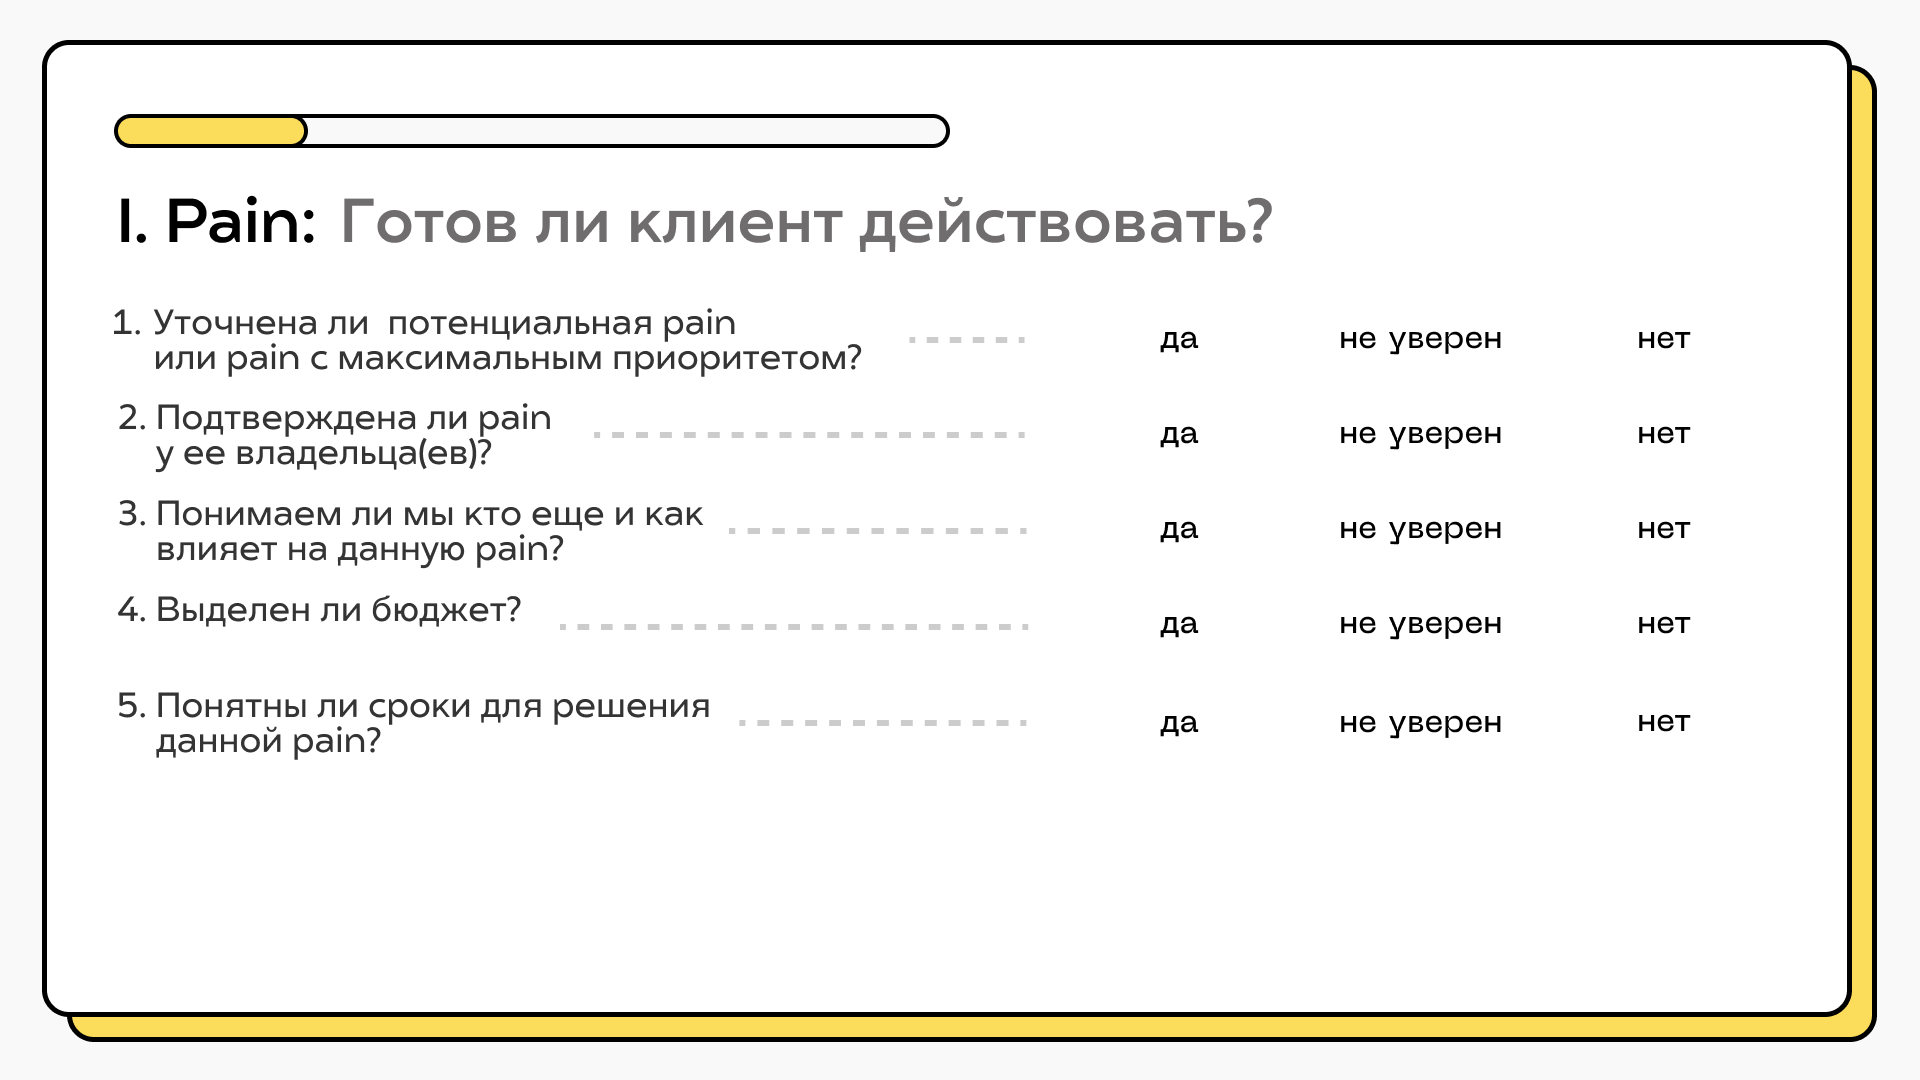 I. Pain: Готов ли клиент действовать?
1. Уточнена ли  потенциальная pain
или pain с максимальным приоритетом?
да не уверен нет
2. Подтверждена ли pain
у ее владельца(ев)?
да не уверен нет
3. Понимаем ли мы кто еще и как
влияет на данную pain?
да не уверен нет
4. Выделен ли бюджет?
да не уверен нет
5. Понятны ли сроки для решения
данной pain?
да не уверен нет